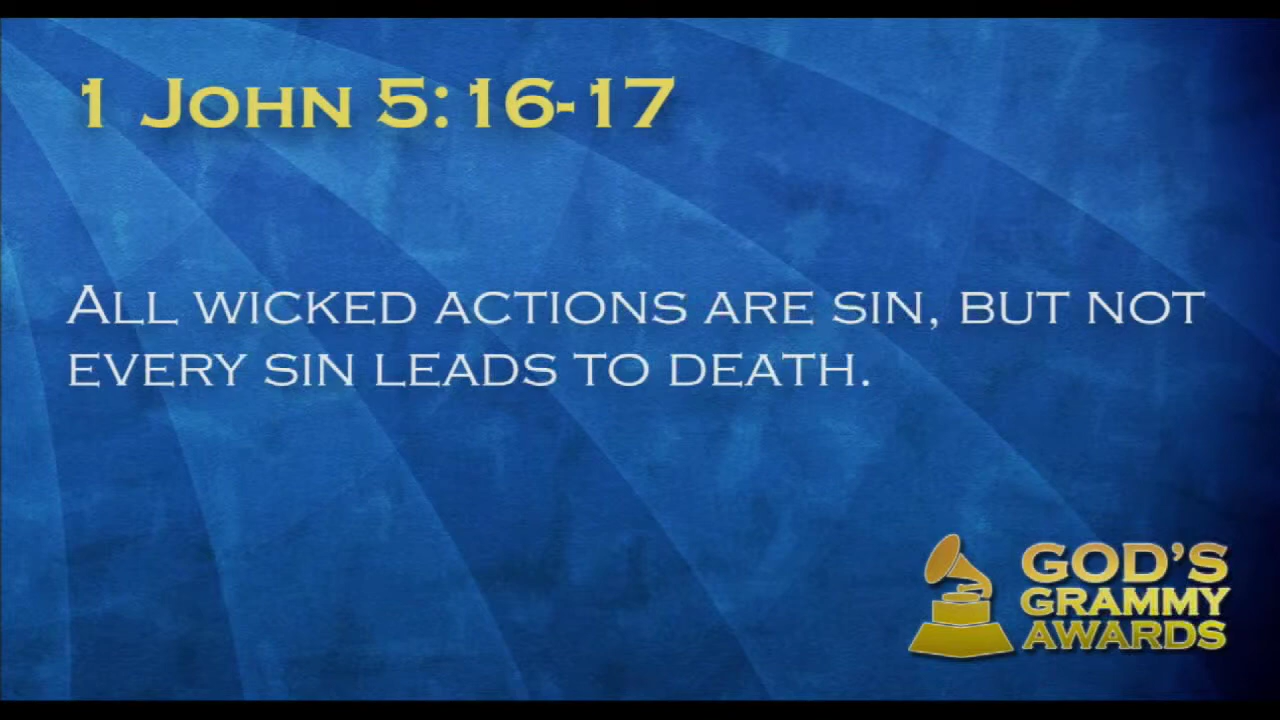 1 John 5:16-17
All wicked actions are sin, but not
every sin leads to death.
GOD'S
GRAMMY
AWARDS